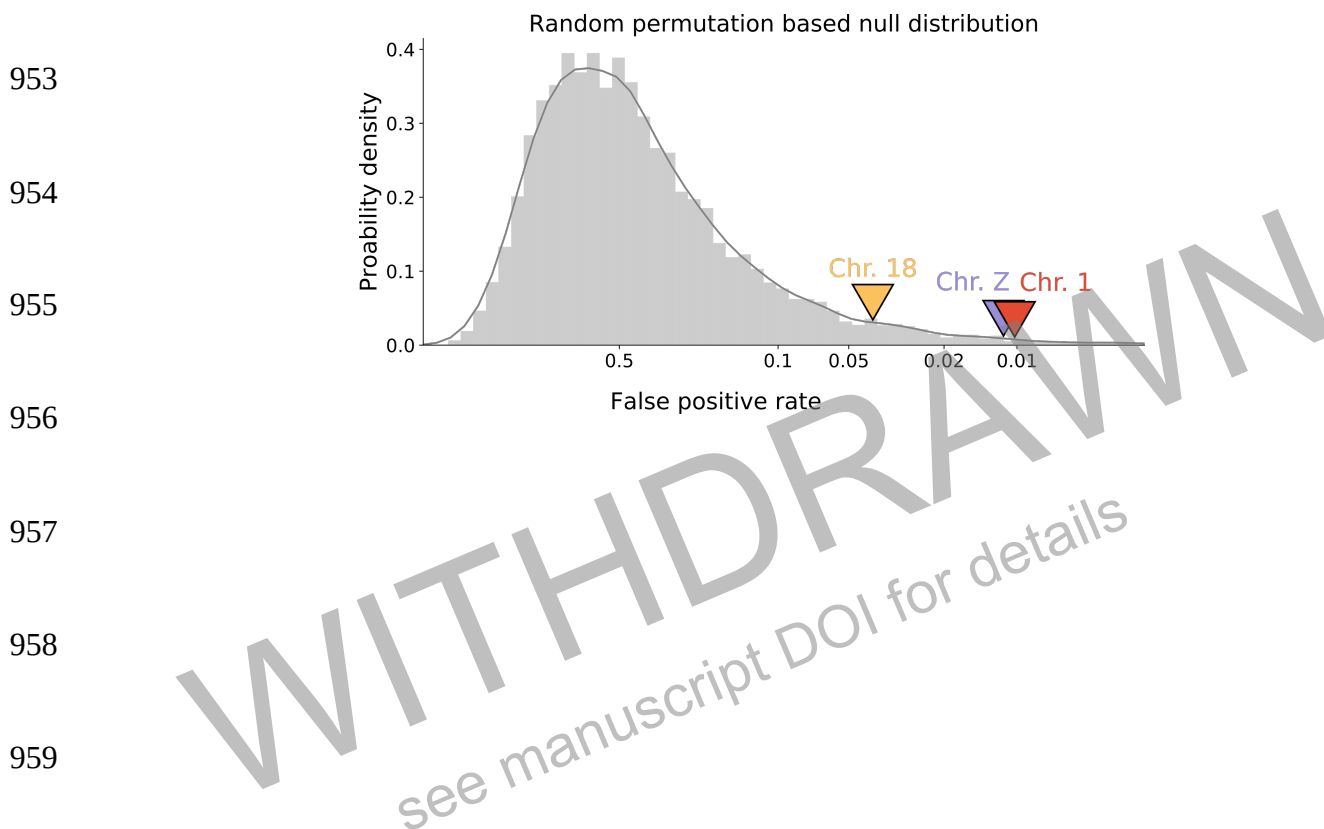 Random permutation based null distribution
0.4
953
Proability density
0.3
954
0.2
Chr. 18
0.1
Chr. Z
Chr. 1
955
0.0
0.5
0.1
0.05
0.02
0.01
False positive rate
956
957
958
959
WITHDRAWN
see manuscript DOI for details